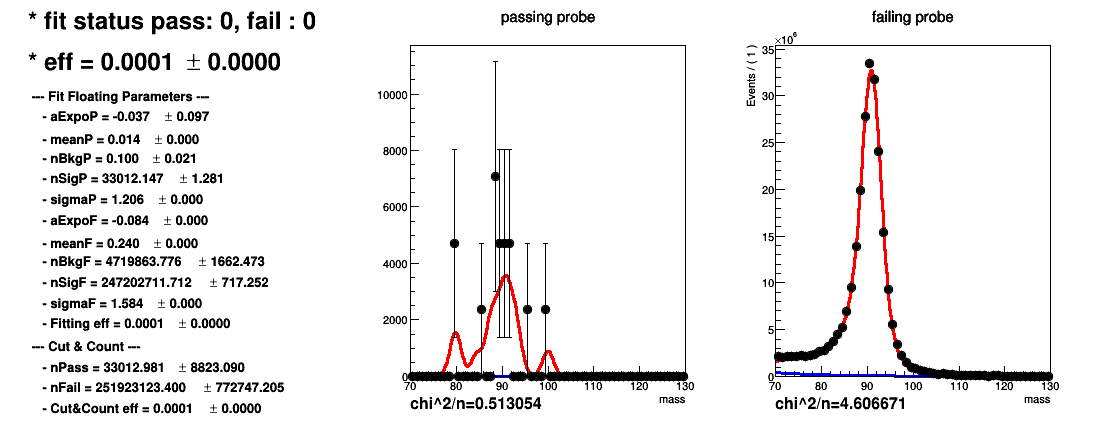 * fit status pass: 0, fail : 0
* eff = 0.0001 ± 0.0000
--- Fit Floating Parameters ---
- aExpoP = -0.037 ± 0.097
- meanP = 0.014 ± 0.000
- nBkgP = 0.100 ± 0.021
- nSigP = 33012.147 ± 1.281
- sigmaP = 1.206 ± 0.000
- aExpoF = -0.084 ± 0.000
- meanF = 0.240 ± 0.000
- nBkgF = 4719863.776 ± 1662.473
- nSigF = 247202711.712 ± 717.252
- sigmaF = 1.584 ± 0.000
- Fitting eff = 0.0001 ± 0.0000
--- Cut & Count ---
- nPass = 33012.981 ± 8823.090
- nFail = 251923123.400 ± 772747.205
- Cut&Count eff = 0.0001 ± 0.0000
passing probe
10000
8000
6000
4000
2000
0
70 80 90 100 110 120 130
mass
chi^2/n=0.513054
failing probe
×10^6
Events / ( 1 )
35
30
25
20
15
10
5
0
70 80 90 100 110 120 130
mass
chi^2/n=4.606671